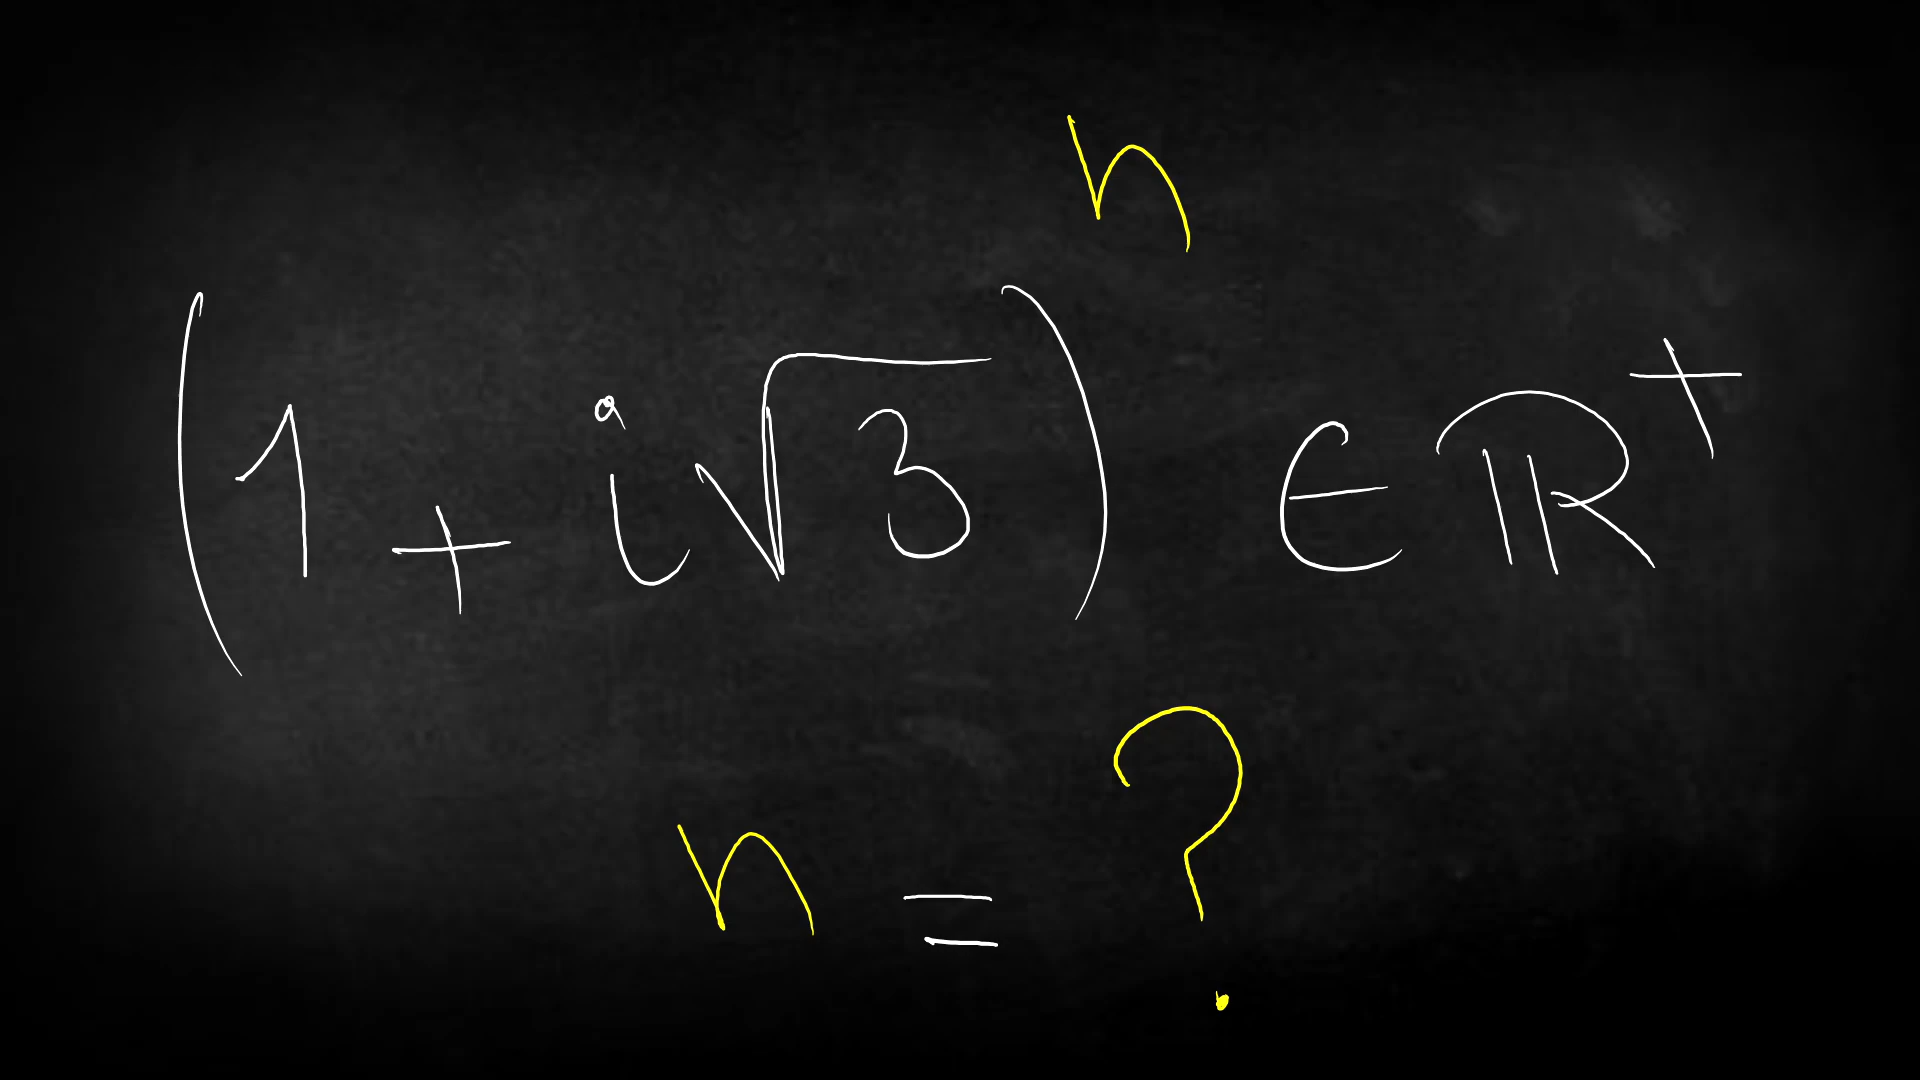 (1 + i√3)ⁿ ∈ ℝ⁺
n = ?